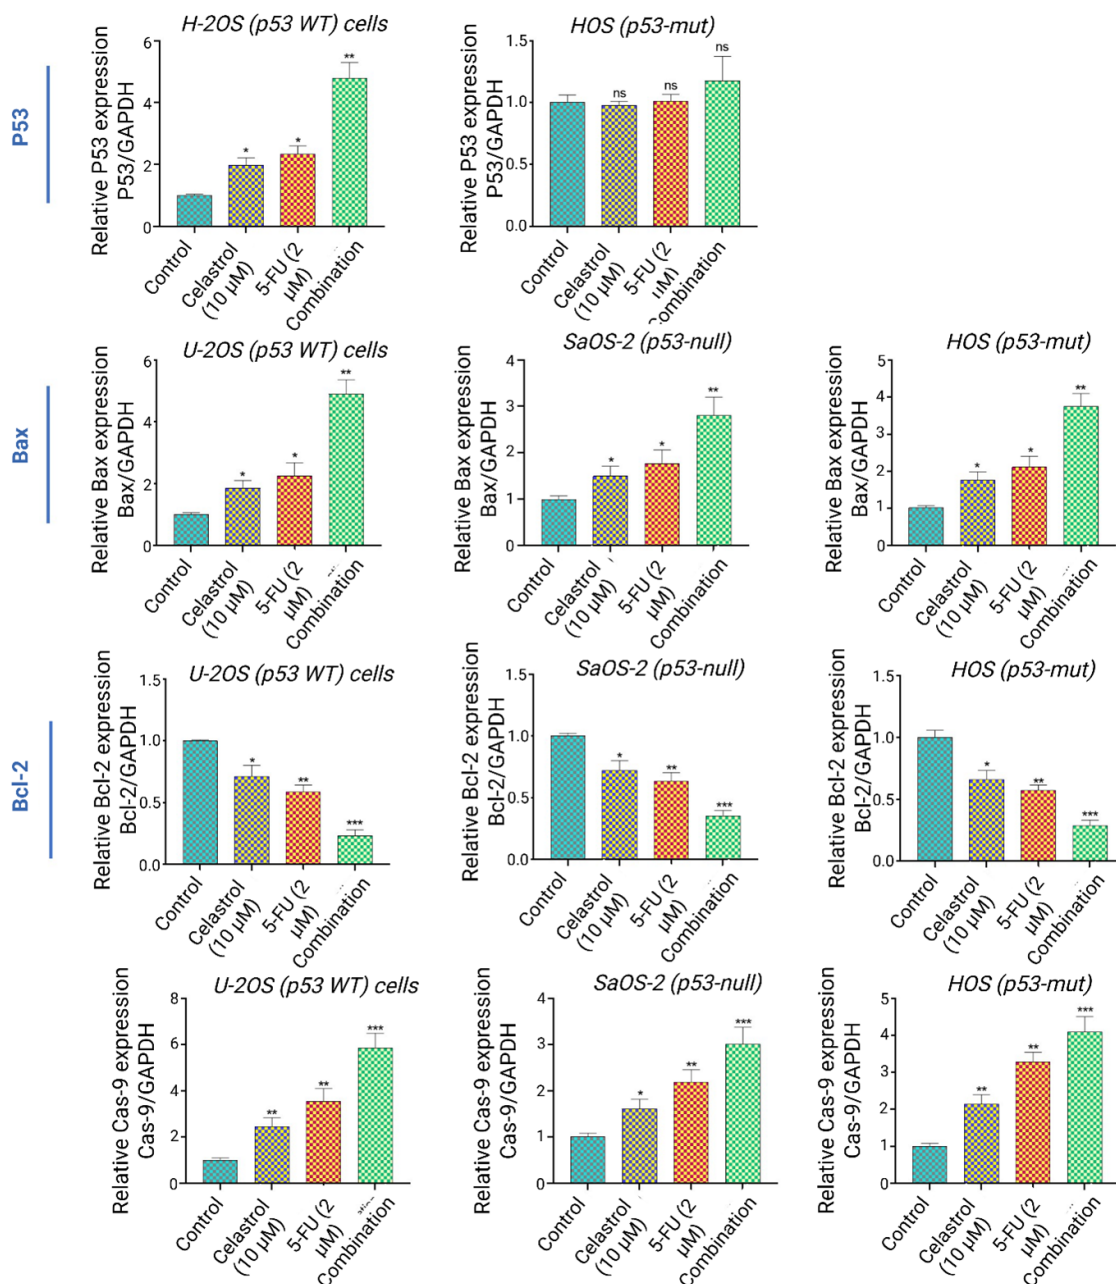 P53
H-2OS (p53 WT) cells
Relative P53 expression
P53/GAPDH
6
4
2
0
**
*
*
Control
Celastrol
(10 µM)
5-FU (2
µM)
Combination
HOS (p53-mut)
Relative P53 expression
P53/GAPDH
1.5
1.0
0.5
0.0
ns
ns
ns
Control
Celastrol
(10 µM)
5-FU (2
µM)
Combination
Bax
U-2OS (p53 WT) cells
Relative Bax expression
Bax/GAPDH
6
4
2
0
*
*
**
Control
Celastrol
(10 µM)
5-FU (2
µM)
Combination
SaOS-2 (p53-null)
Relative Bax expression
Bax/GAPDH
4
3
2
1
0
*
*
**
Control
Celastrol
(10 µM)
5-FU (2
µM)
Combination
HOS (p53-mut)
Relative Bax expression
Bax/GAPDH
5
4
3
2
1
0
*
*
**
Control
Celastrol
(10 µM)
5-FU (2
µM)
Combination
Bcl-2
U-2OS (p53 WT) cells
Relative Bcl-2 expression
Bcl-2/GAPDH
1.5
1.0
0.5
0.0
*
**
***
Control
Celastrol
(10 µM)
5-FU (2
µM)
Combination
SaOS-2 (p53-null)
Relative Bcl-2 expression
Bcl-2/GAPDH
1.5
1.0
0.5
0.0
*
**
***
Control
Celastrol
(10 µM)
5-FU (2
µM)
Combination
HOS (p53-mut)
Relative Bcl-2 expression
Bcl-2/GAPDH
1.5
1.0
0.5
0.0
*
**
***
Control
Celastrol
(10 µM)
5-FU (2
µM)
Combination
U-2OS (p53 WT) cells
Relative Cas-9 expression
Cas-9/GAPDH
8
6
4
2
0
**
**
***
Control
Celastrol
(10 µM)
5-FU (2
µM)
Combination
SaOS-2 (p53-null)
Relative Cas-9 expression
Cas-9/GAPDH
4
3
2
1
0
*
**
***
Control
Celastrol
(10 µM)
5-FU (2
µM)
Combination
HOS (p53-mut)
Relative Cas-9 expression
Cas-9/GAPDH
5
4
3
2
1
0
**
**
***
Control
Celastrol
(10 µM)
5-FU (2
µM)
Combination